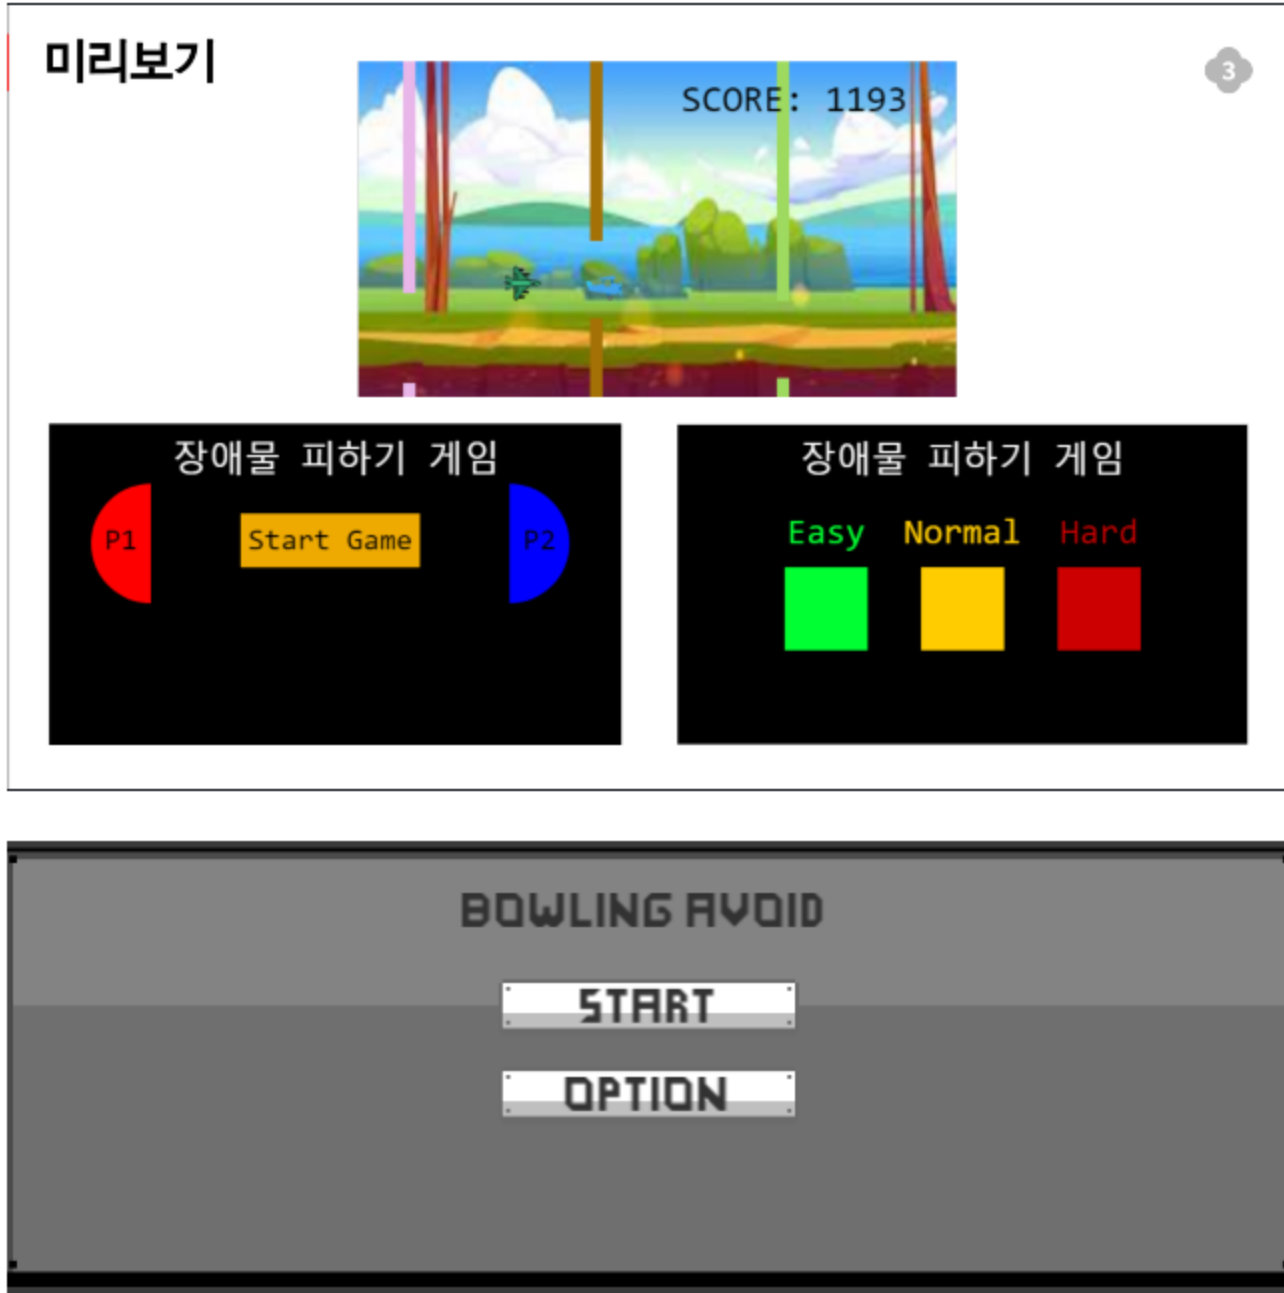 미리보기
3
SCORE: 1193
장애물 피하기 게임
P1
Start Game
P2
장애물 피하기 게임
Easy Normal Hard
BOWLING AVOID
START
OPTION